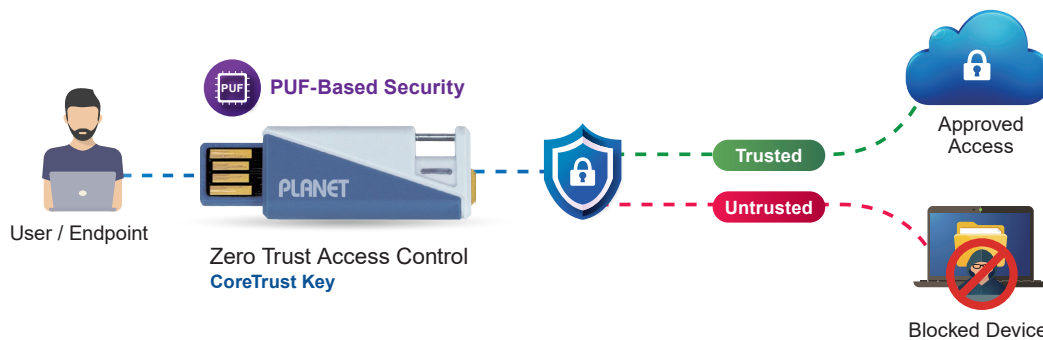 PUF
PUF-Based Security
PLANET
User / Endpoint
Zero Trust Access Control
CoreTrust Key
Trusted
Untrusted
Approved
Access
Blocked Device